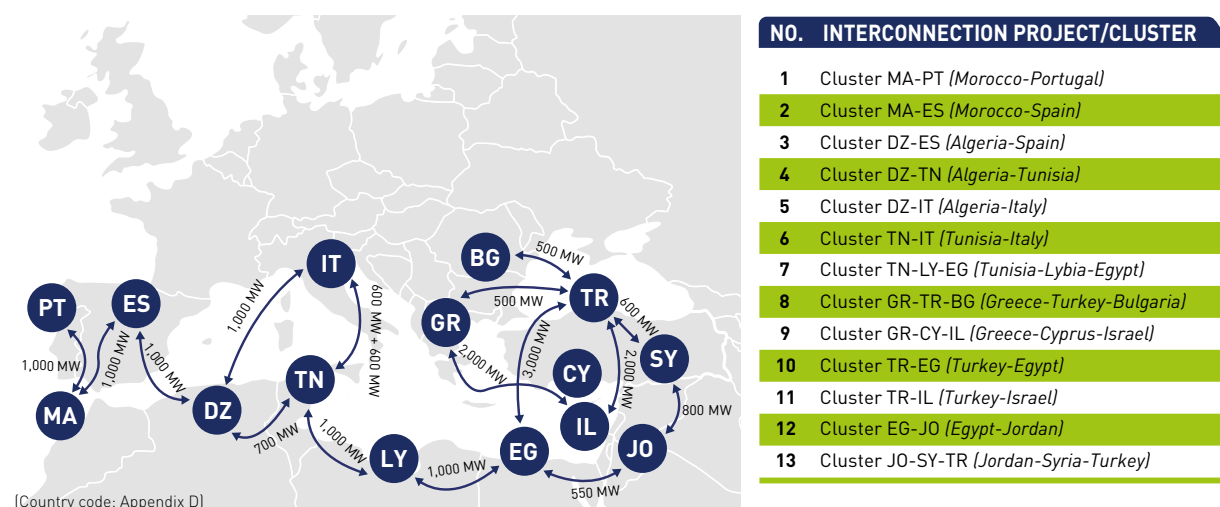 PT
ES
IT
BG
TR
GR
SY
CY
TN
DZ
MA
IL
LY
EG
JO
1,000 MW
1,000 MW
1,000 MW
1,000 MW
600 MW + 600 MW
700 MW
1,000 MW
1,000 MW
500 MW
500 MW
600 MW
3,000 MW
2,000 MW
2,000 MW
800 MW
550 MW
(Country code: Appendix D)
NO. INTERCONNECTION PROJECT/CLUSTER
1 Cluster MA-PT (Morocco-Portugal)
2 Cluster MA-ES (Morocco-Spain)
3 Cluster DZ-ES (Algeria-Spain)
4 Cluster DZ-TN (Algeria-Tunisia)
5 Cluster DZ-IT (Algeria-Italy)
6 Cluster TN-IT (Tunisia-Italy)
7 Cluster TN-LY-EG (Tunisia-Lybia-Egypt)
8 Cluster GR-TR-BG (Greece-Turkey-Bulgaria)
9 Cluster GR-CY-IL (Greece-Cyprus-Israel)
10 Cluster TR-EG (Turkey-Egypt)
11 Cluster TR-IL (Turkey-Israel)
12 Cluster EG-JO (Egypt-Jordan)
13 Cluster JO-SY-TR (Jordan-Syria-Turkey)